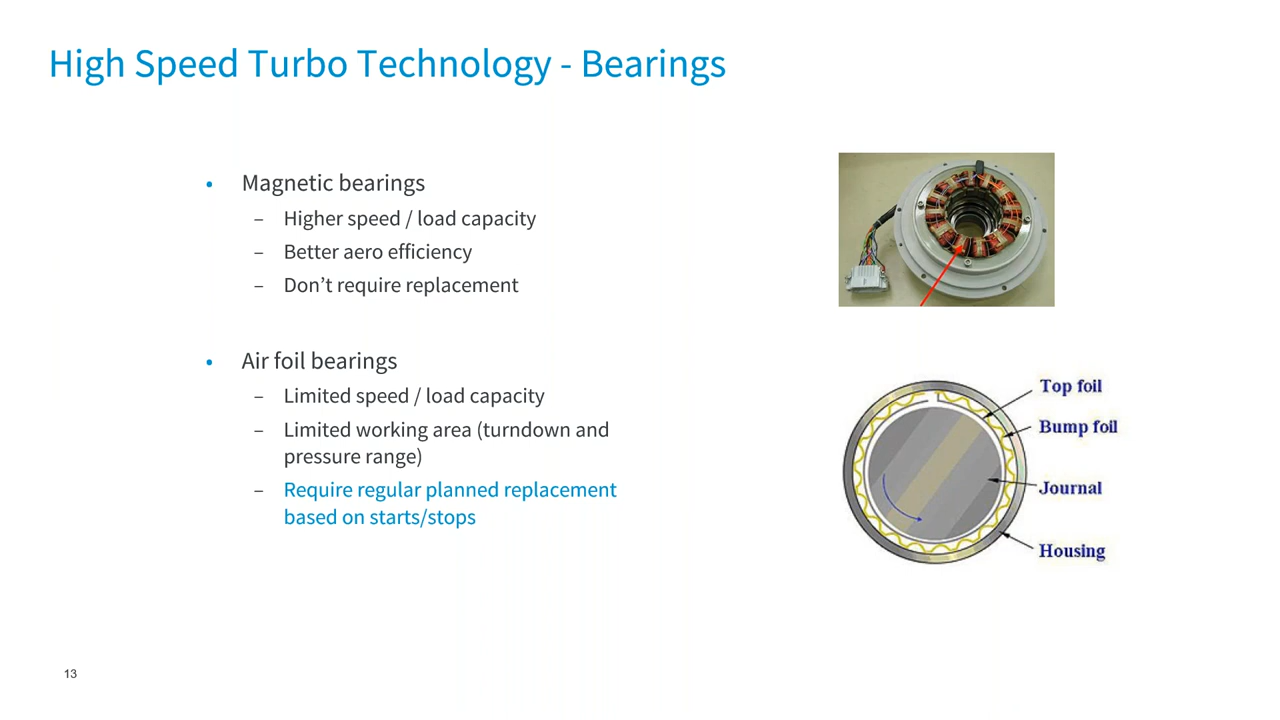 High Speed Turbo Technology - Bearings
• Magnetic bearings
– Higher speed / load capacity
– Better aero efficiency
– Don’t require replacement
• Air foil bearings
– Limited speed / load capacity
– Limited working area (turndown and
pressure range)
– Require regular planned replacement
based on starts/stops
Top foil
Bump foil
Journal
Housing
13